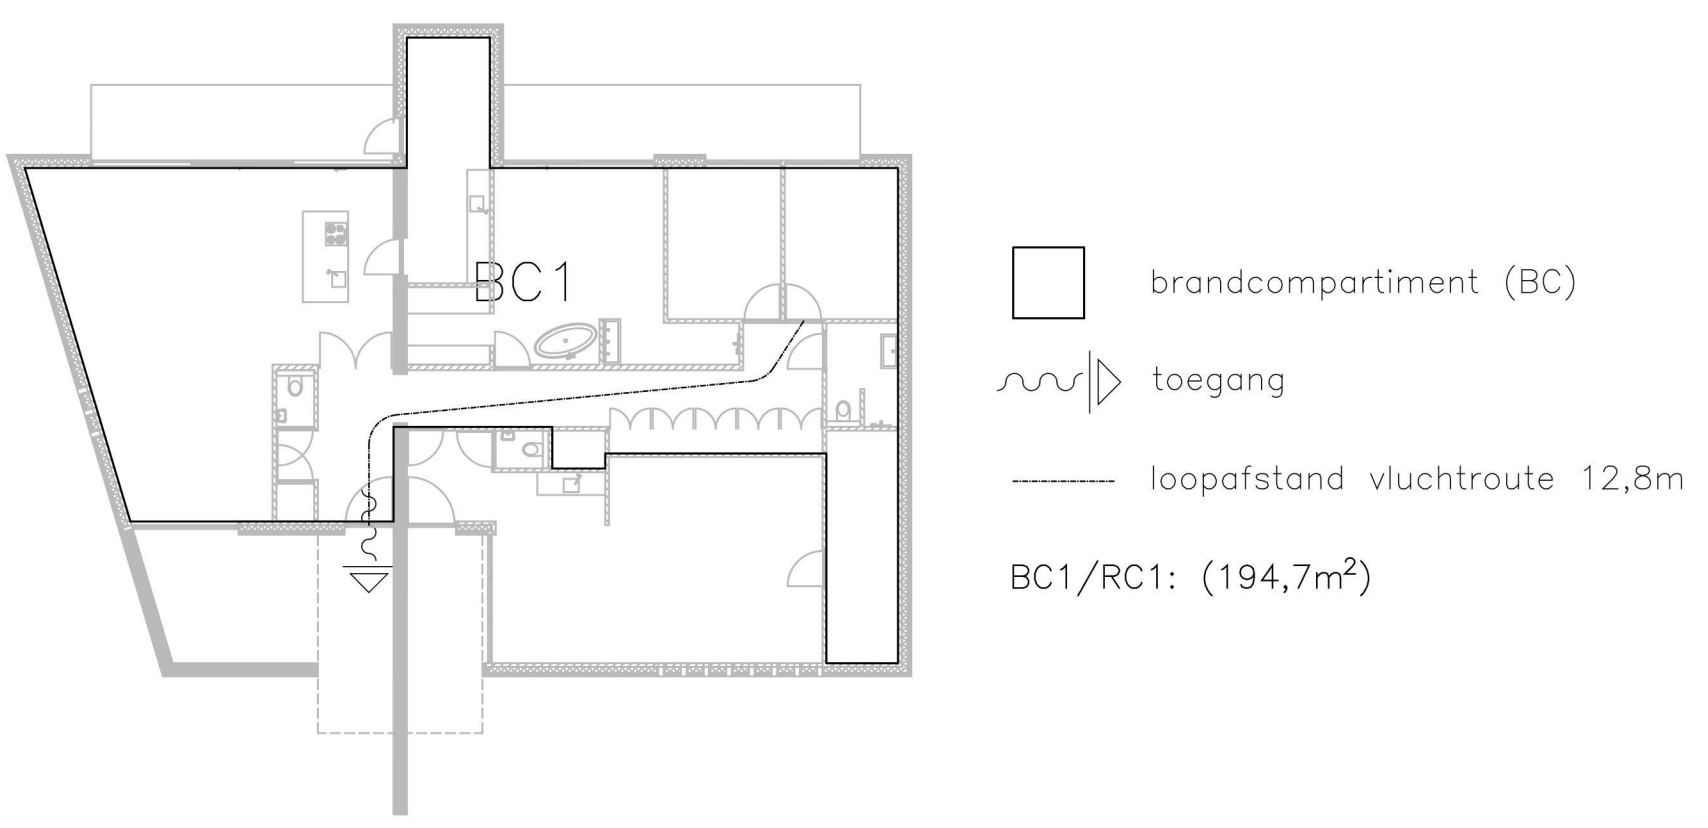 BC1
brandcompartiment (BC)
toegang
loopafstand vluchtroute 12,8m
BC1/RC1: (194,7m²)